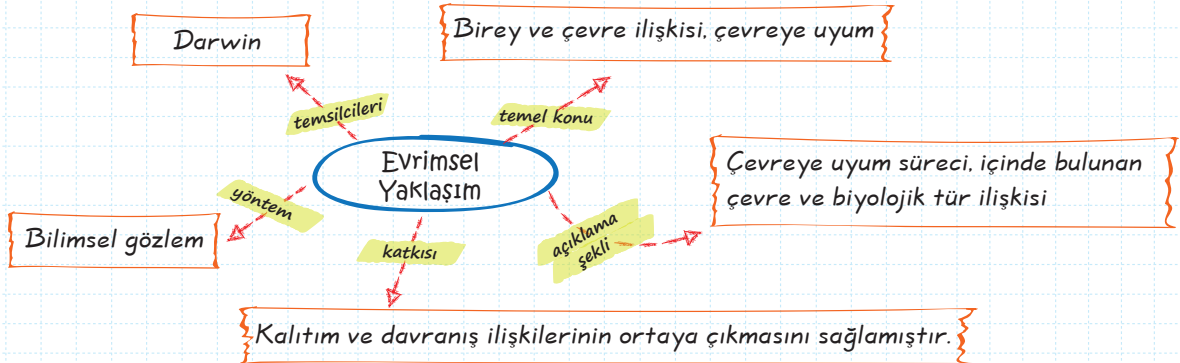 Darwin
Birey ve çevre ilişkisi, çevreye uyum
temsilcileri
temel konu
Evrimsel
Yaklaşım
Çevreye uyum süreci, içinde bulunan
çevre ve biyolojik tür ilişkisi
yöntem
Bilimsel gözlem
katkısı
açıklama
şekli
Kalıtım ve davranış ilişkilerinin ortaya çıkmasını sağlamıştır.